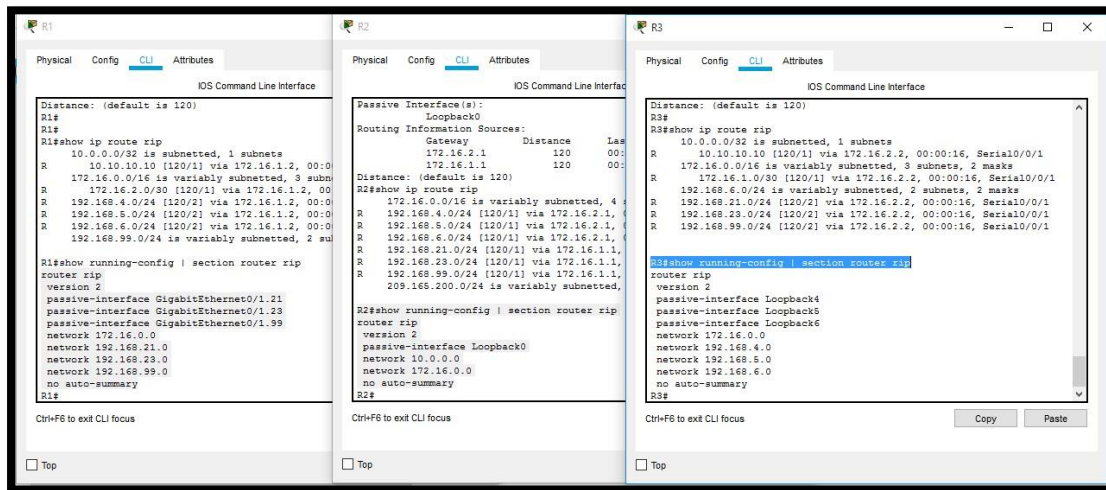 R1
Physical Config CLI Attributes
IOS Command Line Interface
Distance: (default is 120)
R1#
R1#
R1#show ip route rip
10.0.0.0/32 is subnetted, 1 subnets
R 10.10.10.10 [120/1] via 172.16.1.2, 00:0
172.16.0.0/16 is variably subnetted, 3 subn
R 172.16.2.0/30 [120/1] via 172.16.1.2, 00
R 192.168.4.0/24 [120/2] via 172.16.1.2, 00:0
R 192.168.5.0/24 [120/2] via 172.16.1.2, 00:0
R 192.168.6.0/24 [120/2] via 172.16.1.2, 00:0
192.168.99.0/24 is variably subnetted, 2 sub
R1#show running-config | section router rip
router rip
version 2
passive-interface GigabitEthernet0/1.21
passive-interface GigabitEthernet0/1.23
passive-interface GigabitEthernet0/1.99
network 172.16.0.0
network 192.168.21.0
network 192.168.23.0
network 192.168.99.0
no auto-summary
R1#
Ctrl+F6 to exit CLI focus
Top
R2
Physical Config CLI Attributes
IOS Command Line Interfac
Passive Interface(s):
Loopback0
Routing Information Sources:
Gateway Distance Las
172.16.2.1 120 00:
172.16.1.1 120 00:
Distance: (default is 120)
R2#show ip route rip
172.16.0.0/16 is variably subnetted, 4 s
R 192.168.4.0/24 [120/1] via 172.16.2.1, 0
R 192.168.5.0/24 [120/1] via 172.16.2.1, 0
R 192.168.6.0/24 [120/1] via 172.16.2.1, 0
R 192.168.21.0/24 [120/1] via 172.16.1.1,
R 192.168.23.0/24 [120/1] via 172.16.1.1,
R 192.168.99.0/24 [120/1] via 172.16.1.1,
209.165.200.0/24 is variably subnetted,
R2#show running-config | section router rip
router rip
version 2
passive-interface Loopback0
network 10.0.0.0
network 172.16.0.0
no auto-summary
R2#
Ctrl+F6 to exit CLI focus
Top
R3
Physical Config CLI Attributes
IOS Command Line Interface
Distance: (default is 120)
R3#
R3#show ip route rip
10.0.0.0/32 is subnetted, 1 subnets
R 10.10.10.10 [120/1] via 172.16.2.2, 00:00:16, Serial0/0/1
172.16.0.0/16 is variably subnetted, 3 subnets, 2 masks
R 172.16.1.0/30 [120/1] via 172.16.2.2, 00:00:16, Serial0/0/1
192.168.6.0/24 is variably subnetted, 2 subnets, 2 masks
R 192.168.21.0/24 [120/2] via 172.16.2.2, 00:00:16, Serial0/0/1
R 192.168.23.0/24 [120/2] via 172.16.2.2, 00:00:16, Serial0/0/1
R 192.168.99.0/24 [120/2] via 172.16.2.2, 00:00:16, Serial0/0/1
R3#show running-config | section router rip
router rip
version 2
passive-interface Loopback4
passive-interface Loopback5
passive-interface Loopback6
network 172.16.0.0
network 192.168.4.0
network 192.168.5.0
network 192.168.6.0
no auto-summary
R3#
Ctrl+F6 to exit CLI focus
Copy Paste
Top